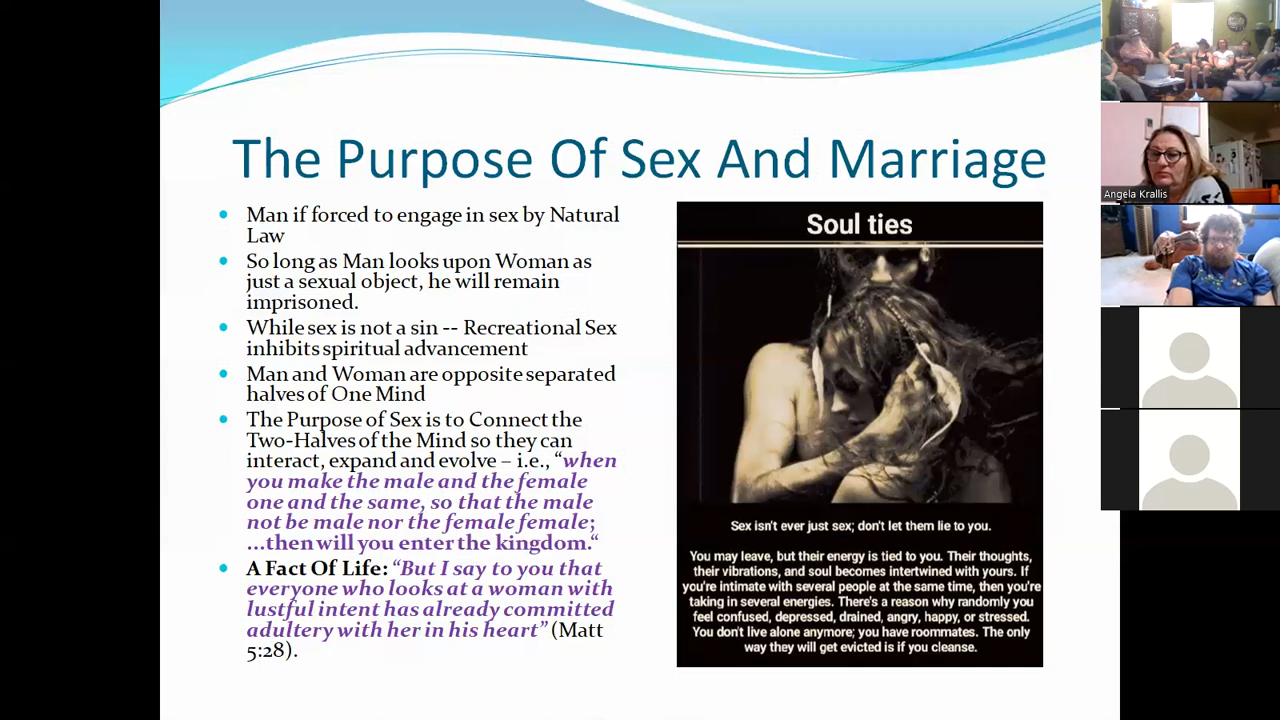 The Purpose Of Sex And Marriage
Man if forced to engage in sex by Natural
Law
So long as Man looks upon Woman as
just a sexual object, he will remain
imprisoned.
While sex is not a sin -- Recreational Sex
inhibits spiritual advancement
Man and Woman are opposite separated
halves of One Mind
The Purpose of Sex is to Connect the
Two-Halves of the Mind so they can
interact, expand and evolve – i.e., “when
you make the male and the female
one and the same, so that the male
not be male nor the female female;
…then will you enter the kingdom.“
A Fact Of Life: “But I say to you that
everyone who looks at a woman with
lustful intent has already committed
adultery with her in his heart” (Matt
5:28).
Soul ties
Sex isn't ever just sex; don't let them lie to you.
You may leave, but their energy is tied to you. Their thoughts,
their vibrations, and soul becomes intertwined with yours. If
you're intimate with several people at the same time, then you're
taking in several energies. There's a reason why randomly you
feel confused, depressed, drained, angry, happy, or stressed.
You don't live alone anymore; you have roommates. The only
way they will get evicted is if you cleanse.
Angela Krallis